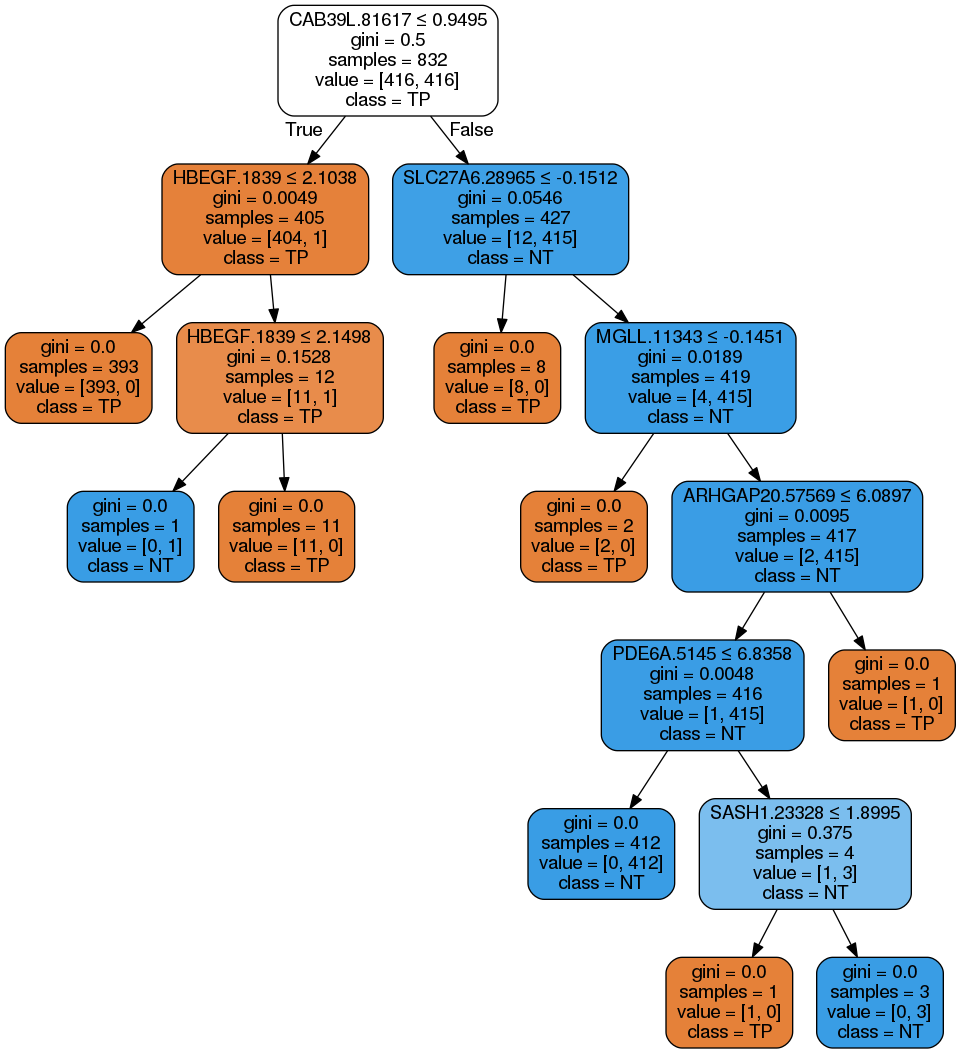 CAB39L.81617 ≤ 0.9495
gini = 0.5
samples = 832
value = [416, 416]
class = TP
True
False
HBEGF.1839 ≤ 2.1038
gini = 0.0049
samples = 405
value = [404, 1]
class = TP
SLC27A6.28965 ≤ -0.1512
gini = 0.0546
samples = 427
value = [12, 415]
class = NT
gini = 0.0
samples = 393
value = [393, 0]
class = TP
HBEGF.1839 ≤ 2.1498
gini = 0.1528
samples = 12
value = [11, 1]
class = TP
gini = 0.0
samples = 8
value = [8, 0]
class = TP
MGLL.11343 ≤ -0.1451
gini = 0.0189
samples = 419
value = [4, 415]
class = NT
gini = 0.0
samples = 1
value = [0, 1]
class = NT
gini = 0.0
samples = 11
value = [11, 0]
class = TP
gini = 0.0
samples = 2
value = [2, 0]
class = TP
ARHGAP20.57569 ≤ 6.0897
gini = 0.0095
samples = 417
value = [2, 415]
class = NT
PDE6A.5145 ≤ 6.8358
gini = 0.0048
samples = 416
value = [1, 415]
class = NT
gini = 0.0
samples = 1
value = [1, 0]
class = TP
gini = 0.0
samples = 412
value = [0, 412]
class = NT
SASH1.23328 ≤ 1.8995
gini = 0.375
samples = 4
value = [1, 3]
class = NT
gini = 0.0
samples = 1
value = [1, 0]
class = TP
gini = 0.0
samples = 3
value = [0, 3]
class = NT